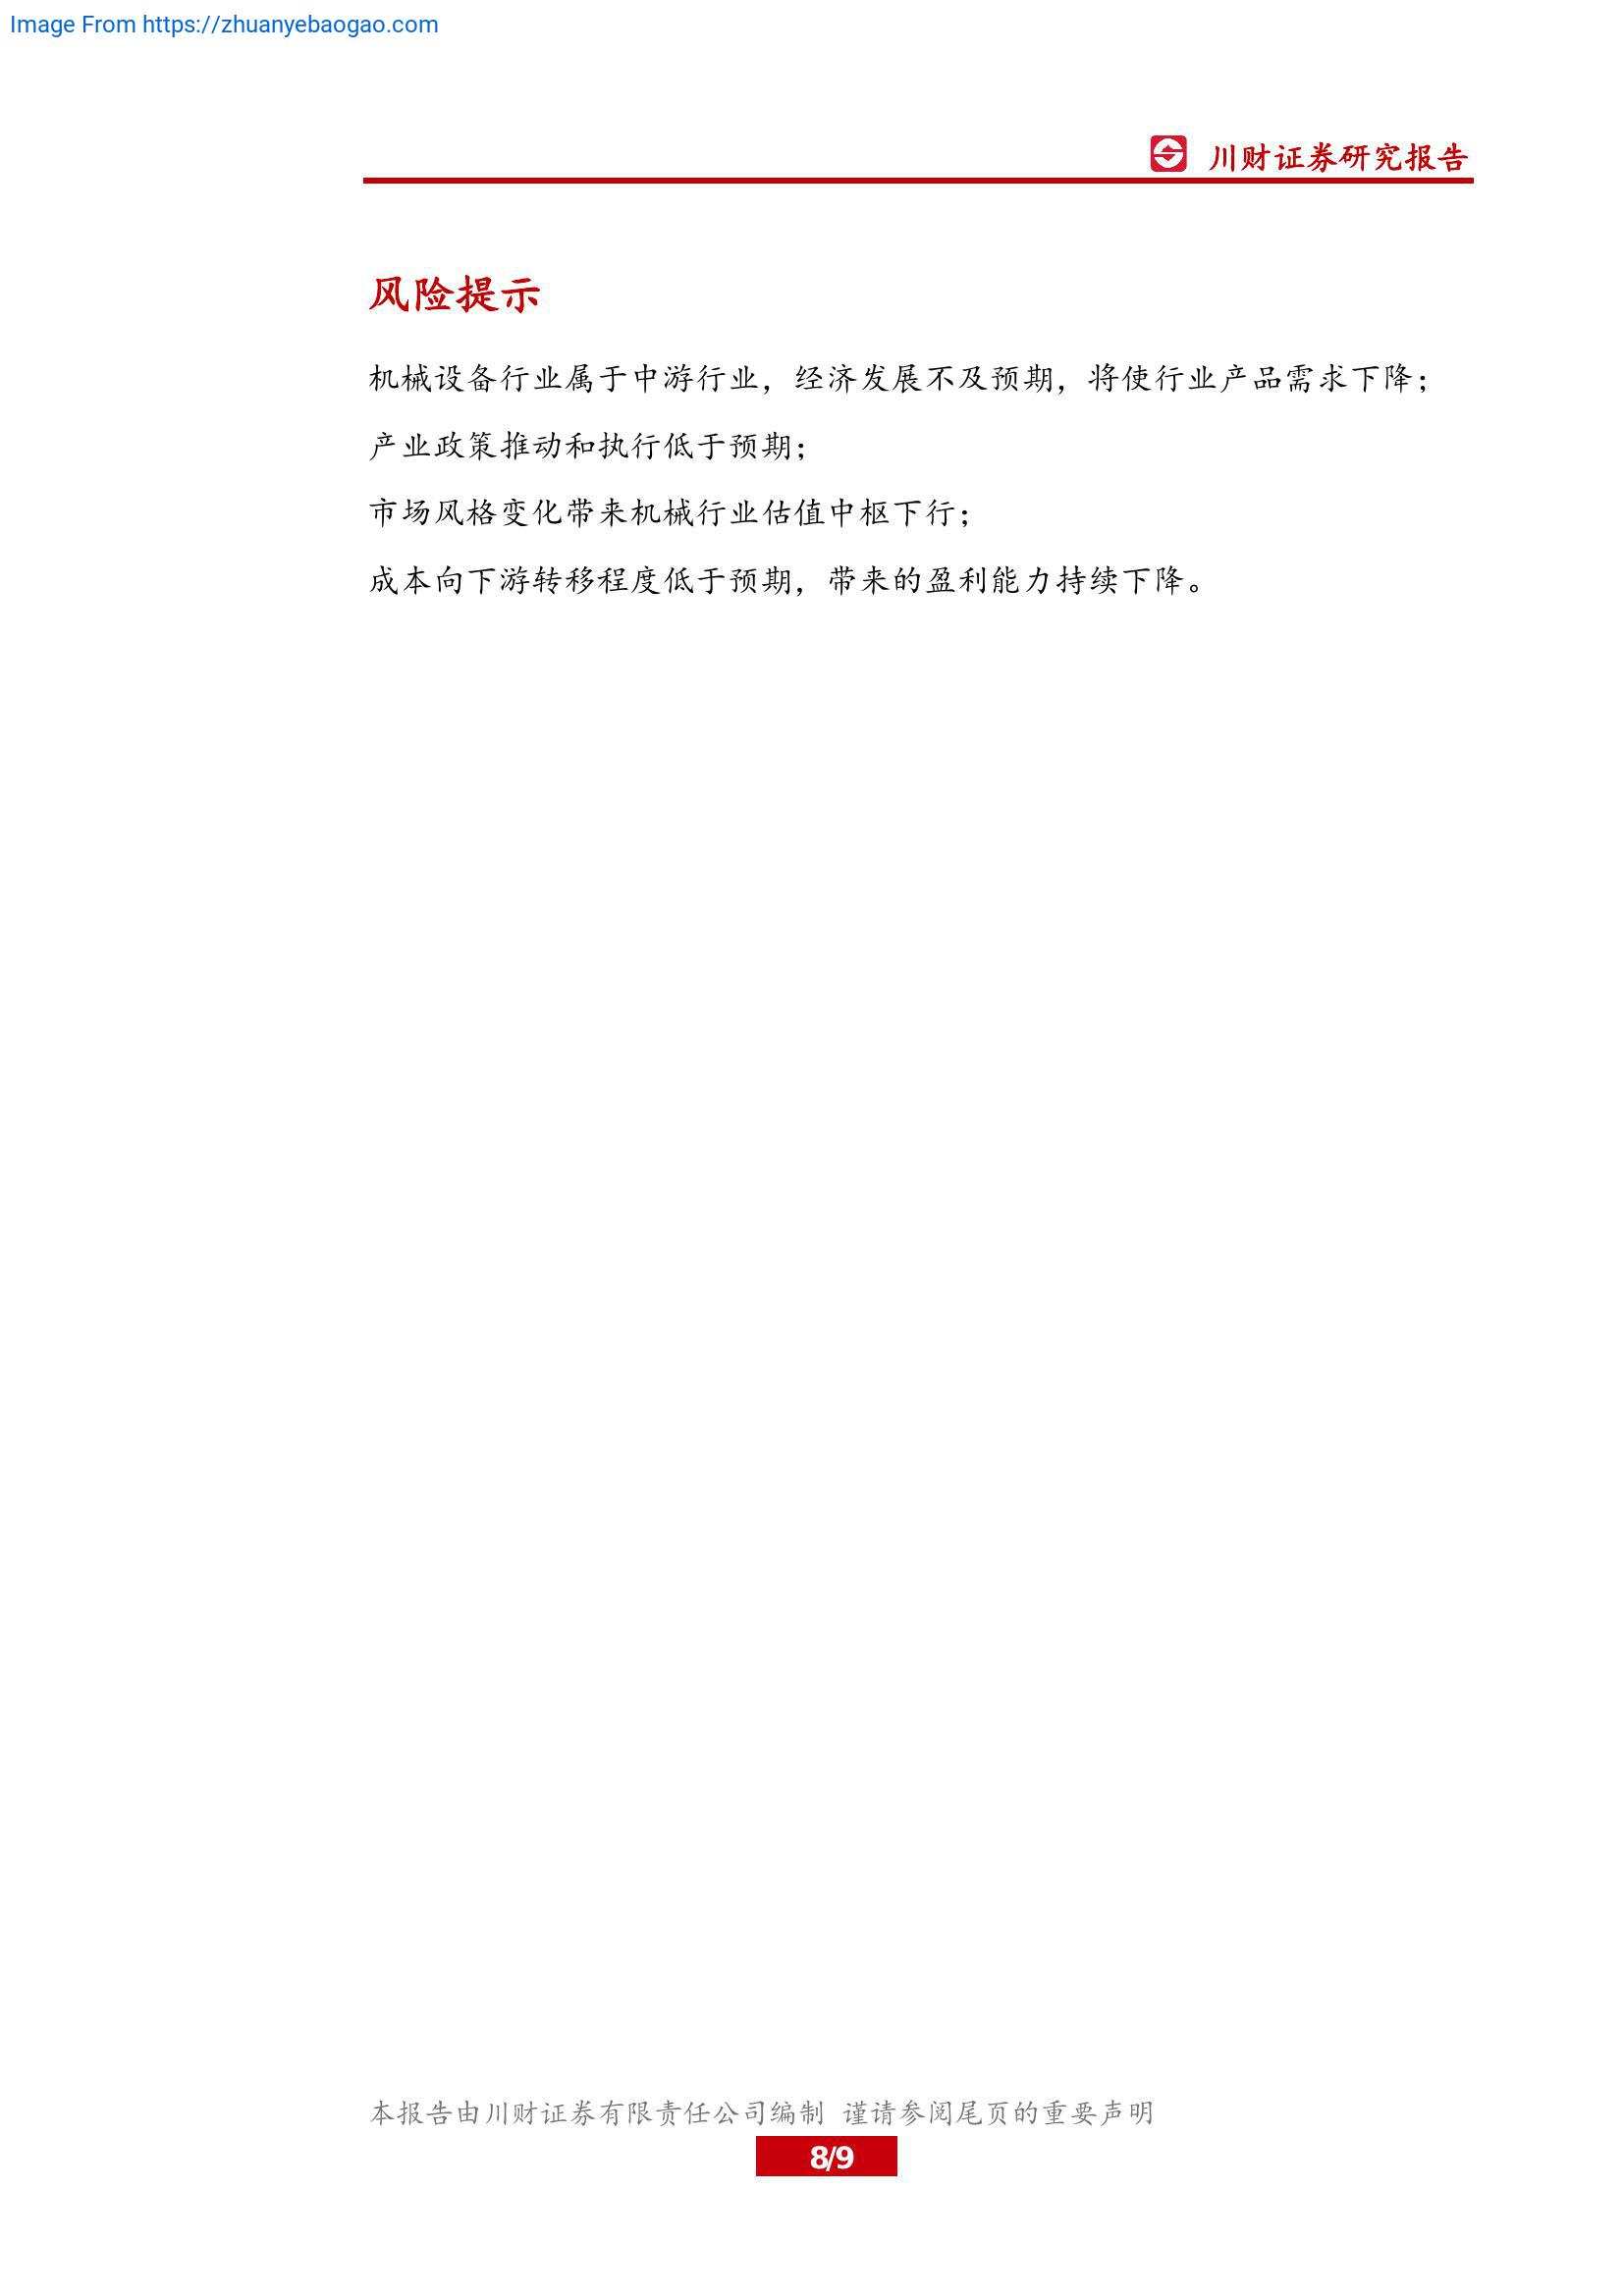 Image From https://zhuanyebaogao.com
川财证券研究报告
风险提示
机械设备行业属于中游行业，经济发展不及预期，将使行业产品需求下降；
产业政策推动和执行低于预期；
市场风格变化带来机械行业估值中枢下行；
成本向下游转移程度低于预期，带来的盈利能力持续下降。
本报告由川财证券有限责任公司编制 谨请参阅尾页的重要声明
8/9